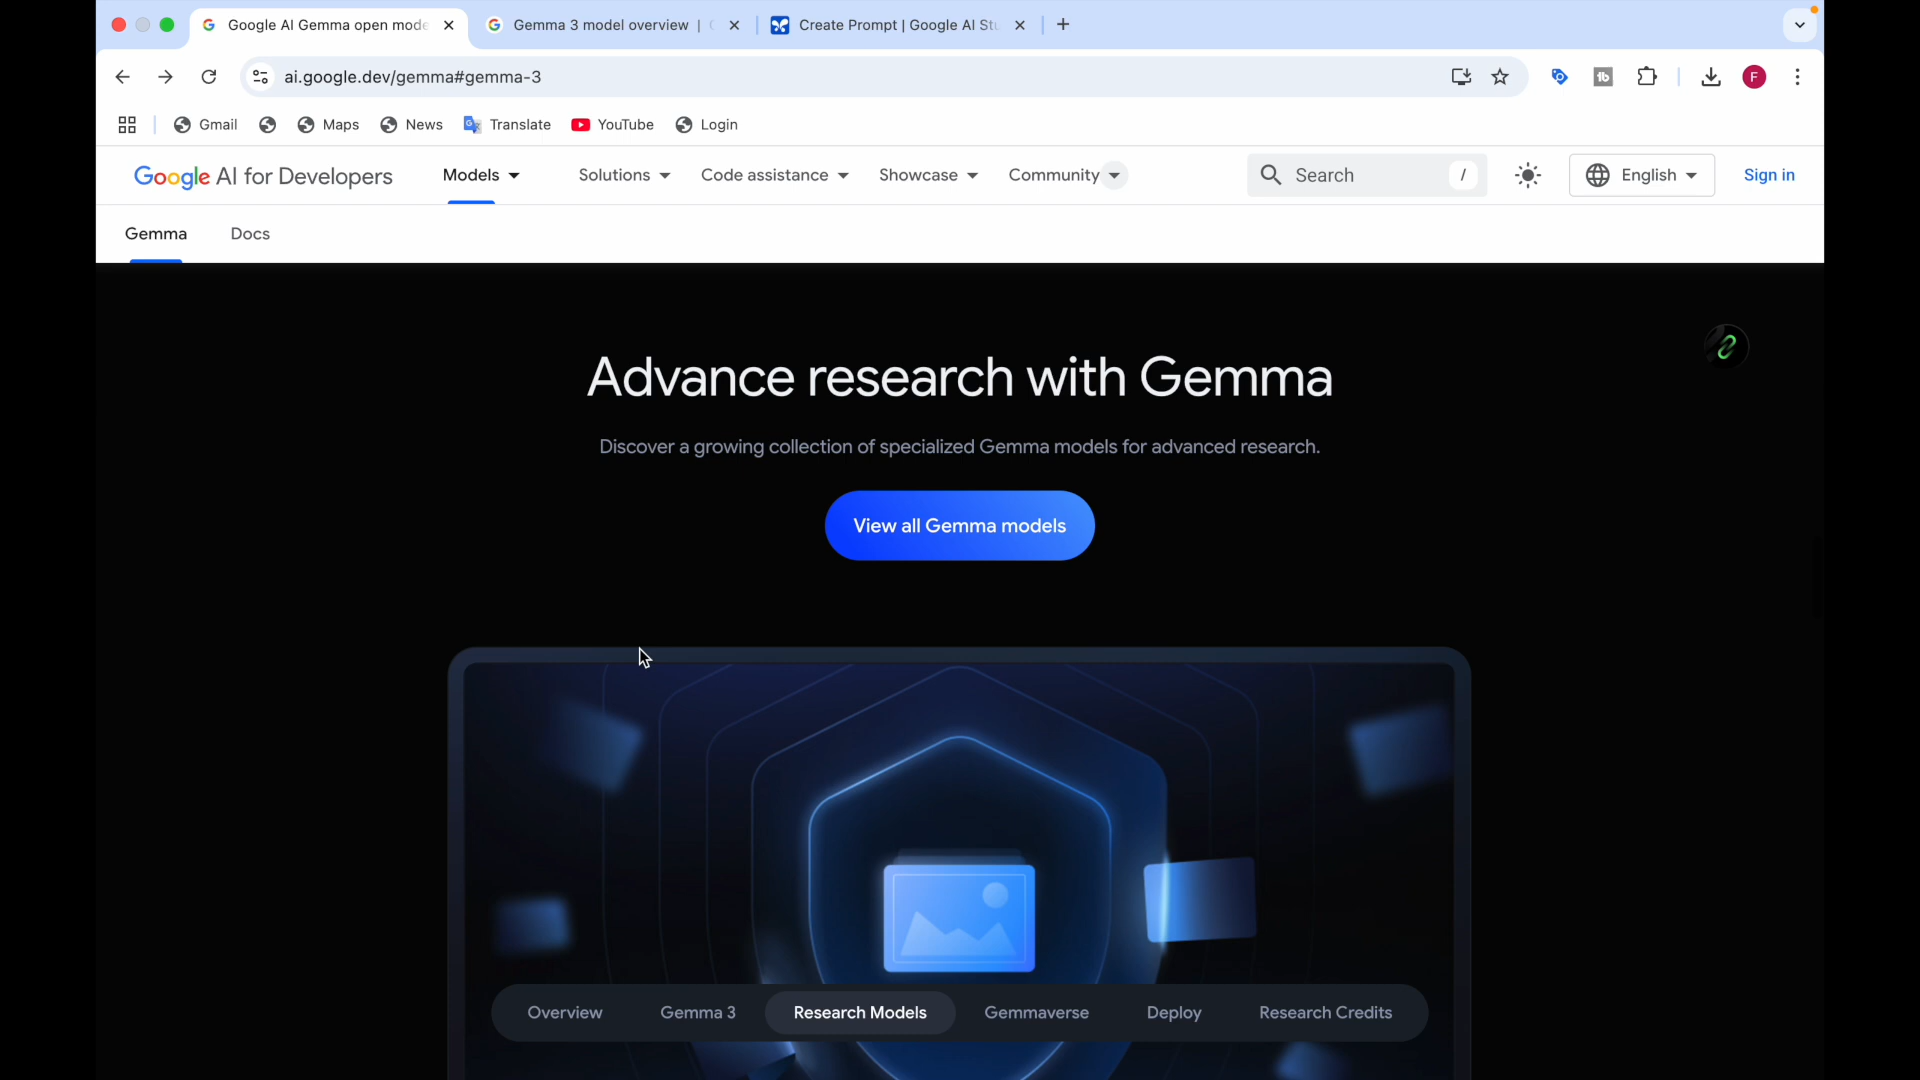 Google AI Gemma open mode
Gemma 3 model overview |
Create Prompt | Google AI Stu
ai.google.dev/gemma#gemma-3
F
Gmail
Maps
News
Translate
YouTube
Login
Google AI for Developers
Models
Solutions
Code assistance
Showcase
Community
Search
/
English
Sign in
Gemma
Docs
Advance research with Gemma
Discover a growing collection of specialized Gemma models for advanced research.
View all Gemma models
Overview
Gemma 3
Research Models
Gemmaverse
Deploy
Research Credits